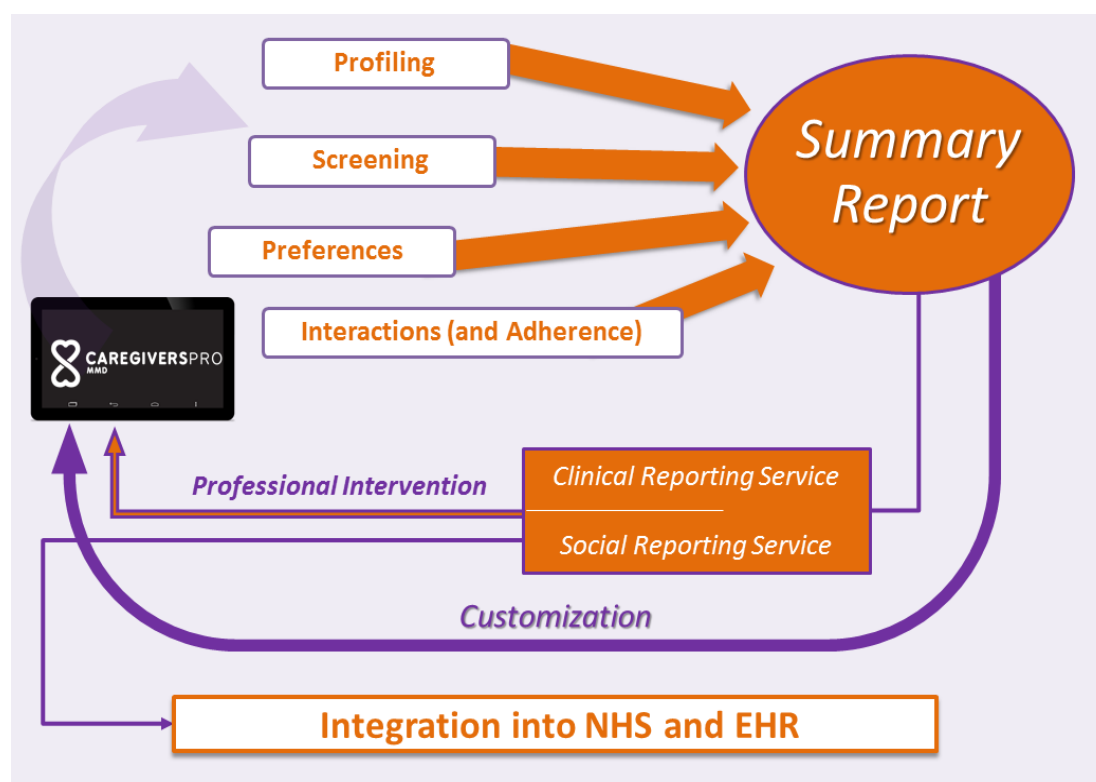 Profiling
Screening
Preferences
Interactions (and Adherence)
Summary
Report
CAREGIVERSPRO
MMD
Professional Intervention
Clinical Reporting Service
Social Reporting Service
Customization
Integration into NHS and EHR